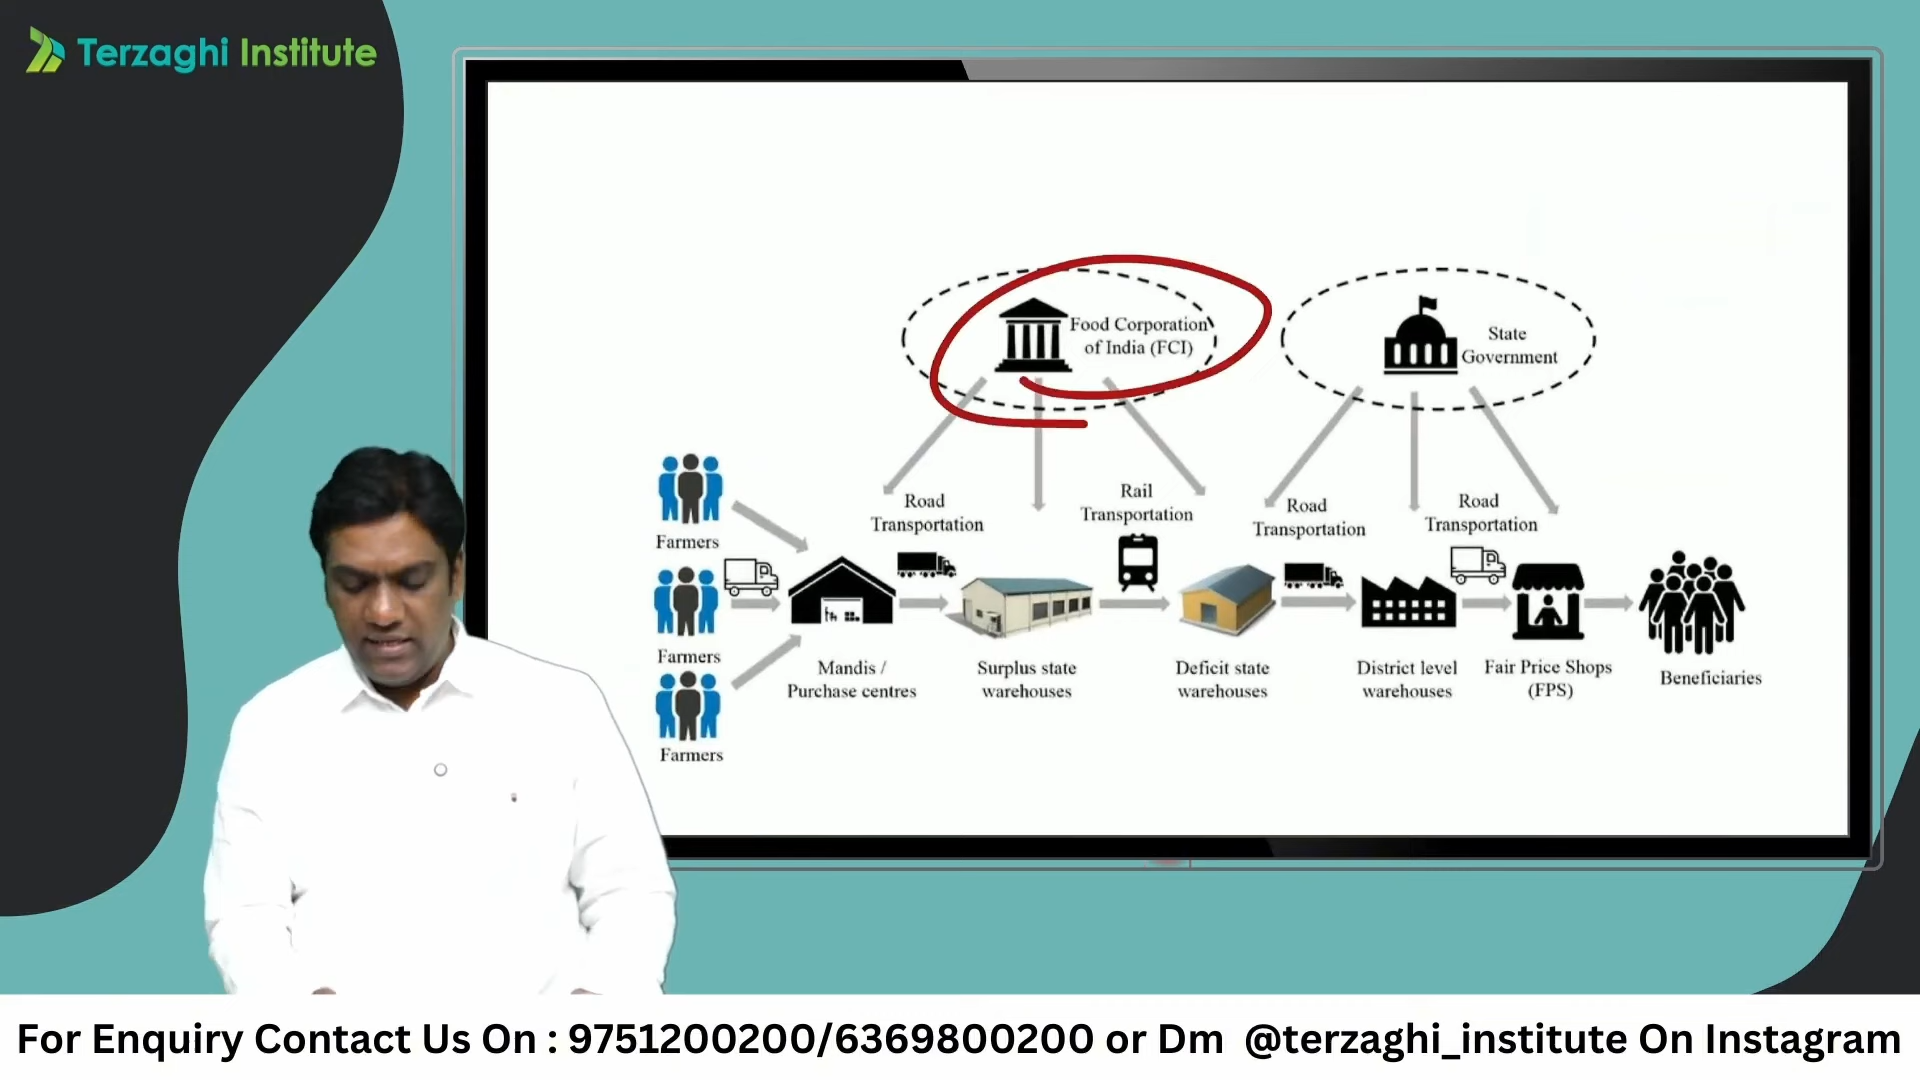 Terzaghi Institute
Food Corporation
of India (FCI)
State
Government
Road
Transportation
Rail
Transportation
Road
Transportation
Road
Transportation
Farmers
Farmers
Farmers
Mandis /
Purchase centres
Surplus state
warehouses
Deficit state
warehouses
District level
warehouses
Fair Price Shops
(FPS)
Beneficiaries
For Enquiry Contact Us On : 9751200200/6369800200 or Dm @terzaghi_institute On Instagram